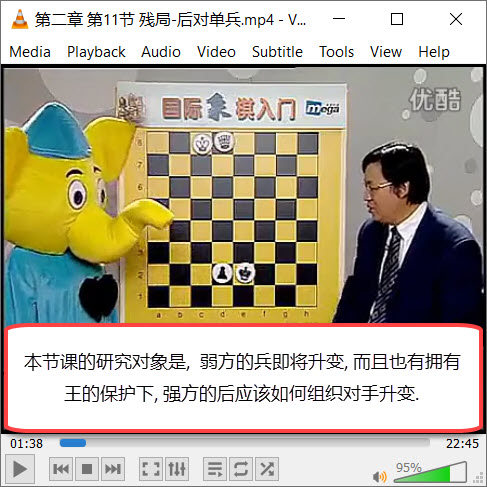 第二章 第11节 残局-后对单兵.mp4 - V...
Media Playback Audio Video Subtitle Tools View Help
国际象棋入门
mega
优酷
8
7
6
5
4
3
2
1
a b c d e f g h
本节课的研究对象是, 弱方的兵即将升变, 而且也有拥有
王的保护下, 强方的后应该如何组织对手升变.
01:38
22:45
95%